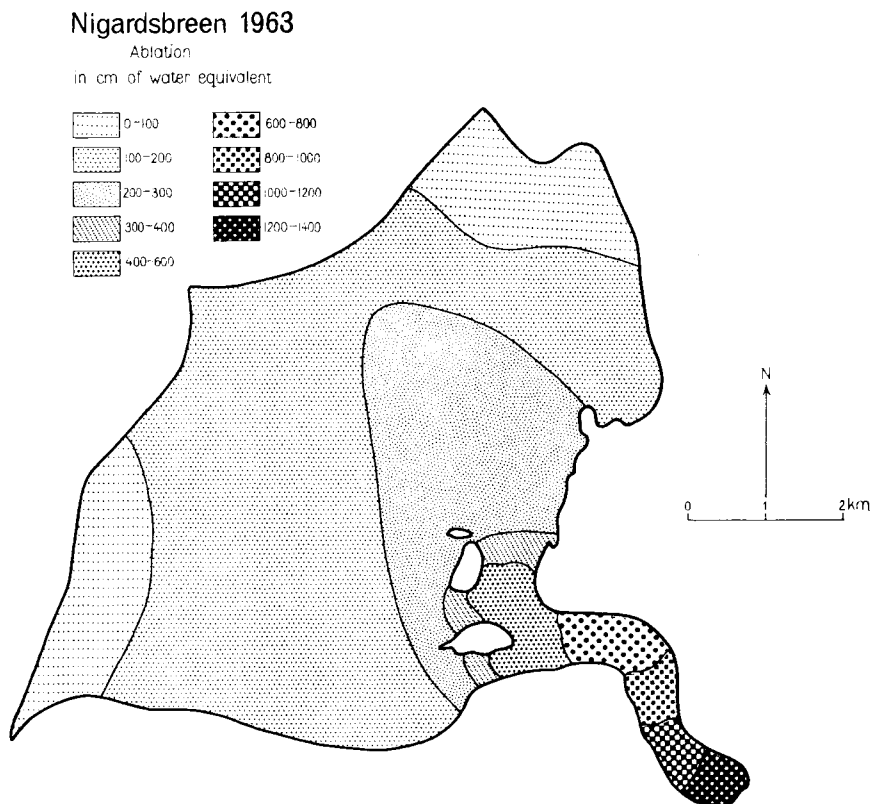 Nigardsbreen 1963
Ablation
in cm of water equivalent
0-100
100-200
200-300
300-400
400-600
600-800
800-1000
1000-1200
1200-1400
N
0 1 2km